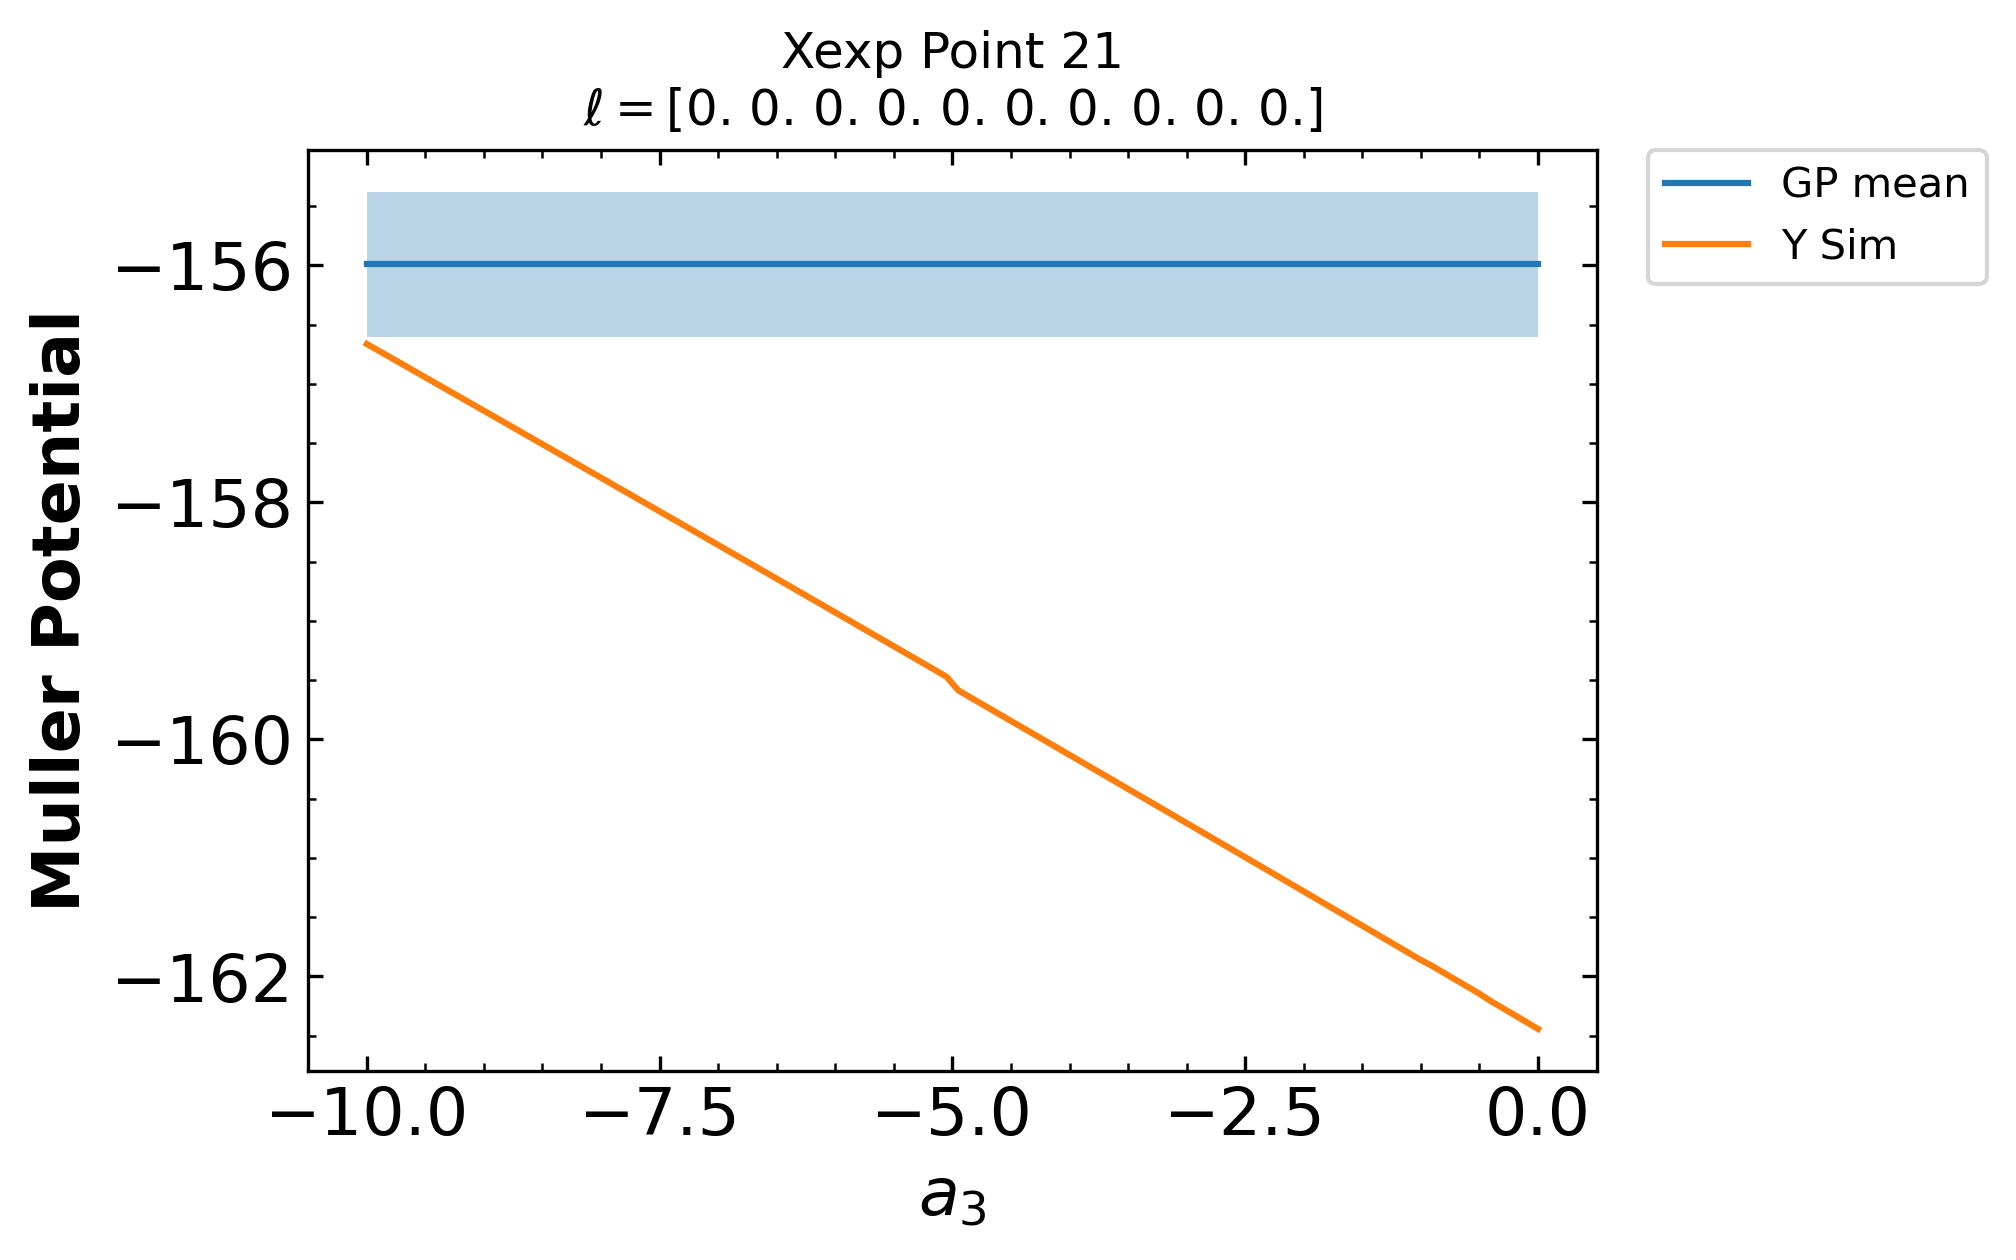 Xexp Point 21
ℓ = [0. 0. 0. 0. 0. 0. 0. 0. 0. 0.]
GP mean
Y Sim
Muller Potential
−156
−158
−160
−162
−10.0 −7.5 −5.0 −2.5 0.0
a₃